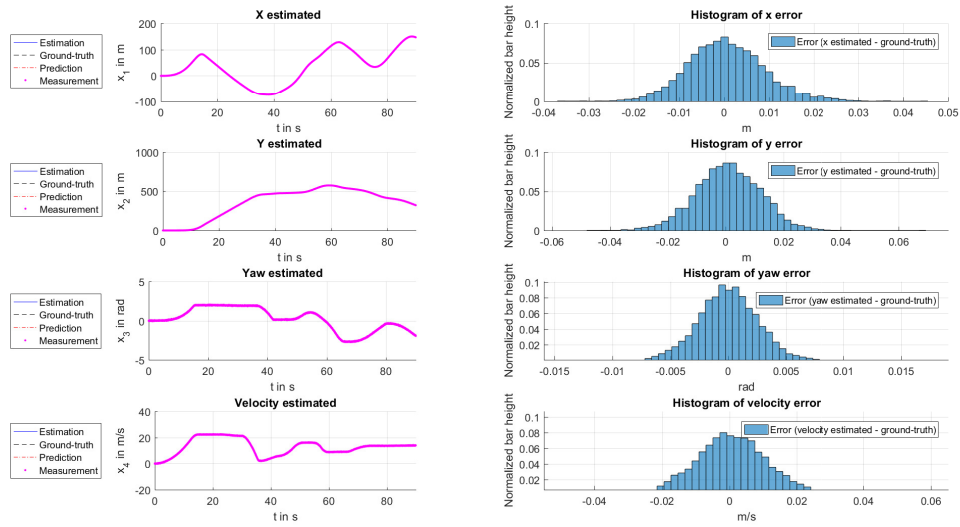 X estimated
Estimation
Ground-truth
Prediction
Measurement
x1 in m
200
100
0
-100
0 20 40 60 80
t in s
Histogram of x error
Normalized bar height
0.1
0.05
0
Error (x estimated - ground-truth)
-0.04 -0.03 -0.02 -0.01 0 0.01 0.02 0.03 0.04 0.05
m
Y estimated
Estimation
Ground-truth
Prediction
Measurement
x2 in m
1000
500
0
0 20 40 60 80
t in s
Histogram of y error
Normalized bar height
0.1
0.05
0
Error (y estimated - ground-truth)
-0.06 -0.04 -0.02 0 0.02 0.04 0.06
m
Yaw estimated
Estimation
Ground-truth
Prediction
Measurement
x3 in rad
5
0
-5
0 20 40 60 80
t in s
Histogram of yaw error
Normalized bar height
0.1
0.08
0.06
0.04
0.02
Error (yaw estimated - ground-truth)
-0.015 -0.01 -0.005 0 0.005 0.01 0.015
rad
Velocity estimated
Estimation
Ground-truth
Prediction
Measurement
x4 in m/s
40
20
0
-20
0 20 40 60 80
t in s
Histogram of velocity error
Normalized bar height
0.1
0.08
0.06
0.04
0.02
Error (velocity estimated - ground-truth)
-0.04 -0.02 0 0.02 0.04 0.06
m/s